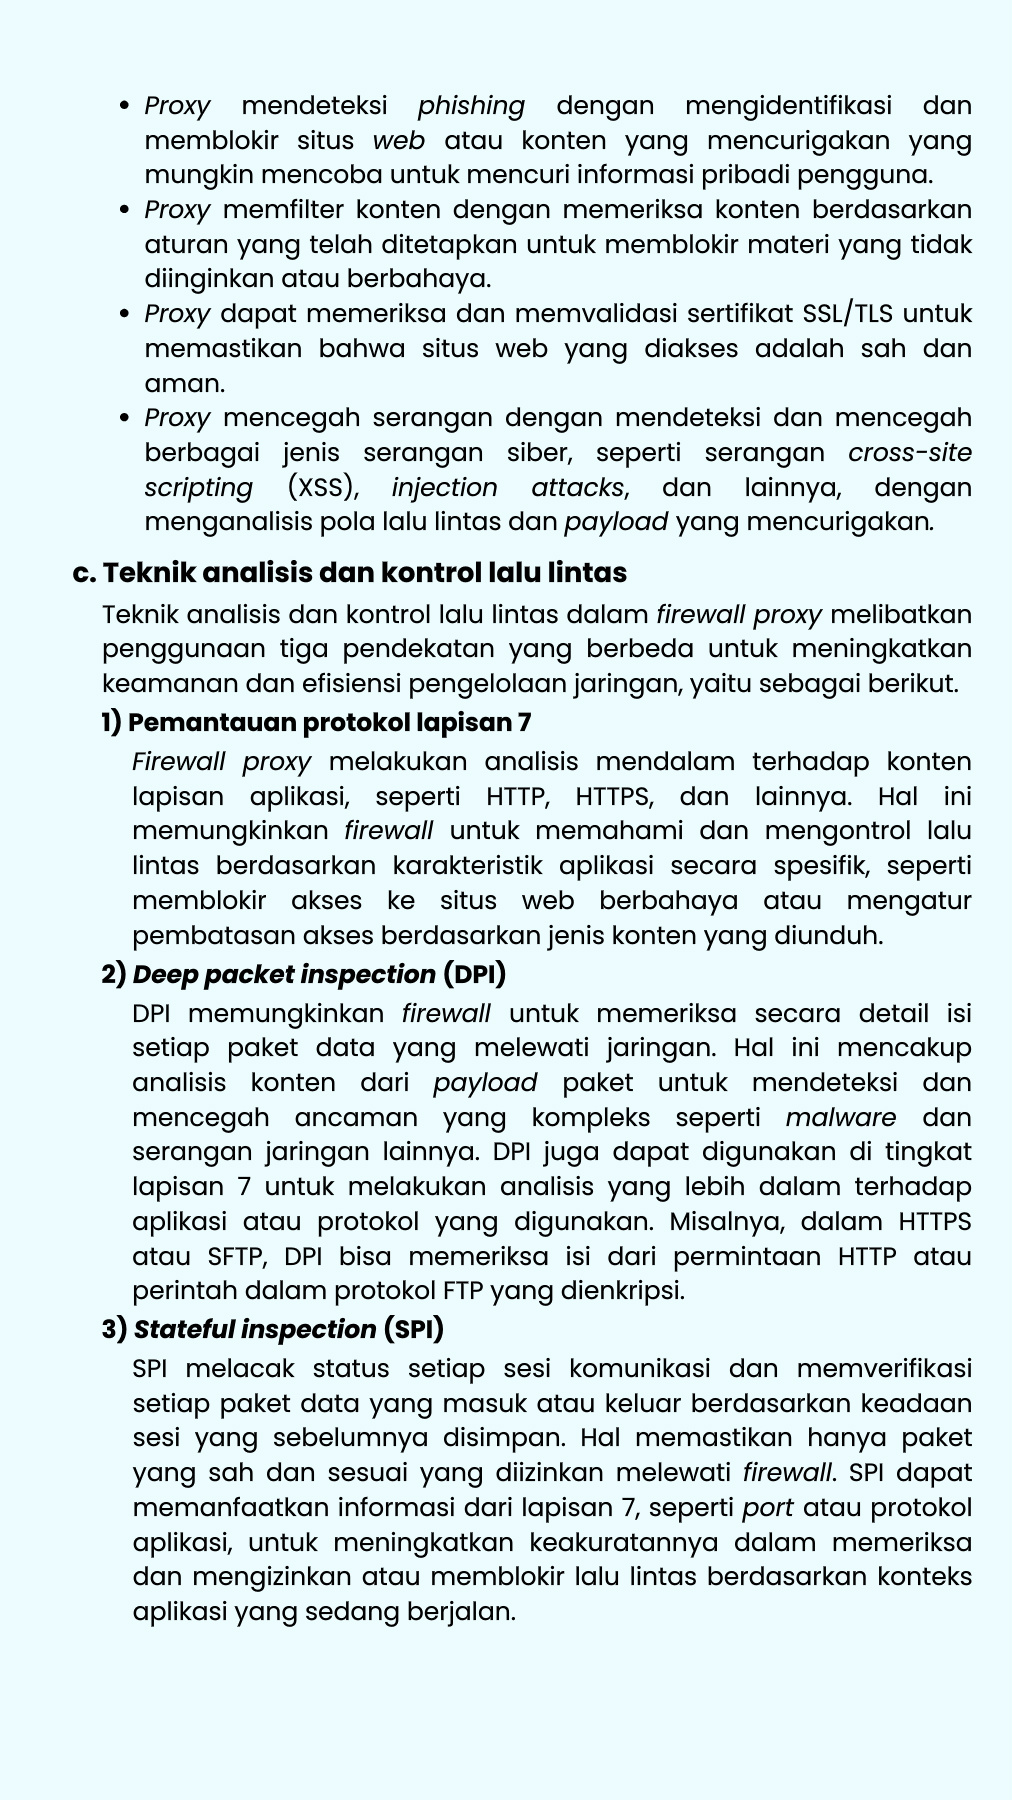 • Proxy mendeteksi phishing dengan mengidentifikasi dan
memblokir situs web atau konten yang mencurigakan yang
mungkin mencoba untuk mencuri informasi pribadi pengguna.
• Proxy memfilter konten dengan memeriksa konten berdasarkan
aturan yang telah ditetapkan untuk memblokir materi yang tidak
diinginkan atau berbahaya.
• Proxy dapat memeriksa dan memvalidasi sertifikat SSL/TLS untuk
memastikan bahwa situs web yang diakses adalah sah dan
aman.
• Proxy mencegah serangan dengan mendeteksi dan mencegah
berbagai jenis serangan siber, seperti serangan cross-site
scripting (XSS), injection attacks, dan lainnya, dengan
menganalisis pola lalu lintas dan payload yang mencurigakan.
c. Teknik analisis dan kontrol lalu lintas
Teknik analisis dan kontrol lalu lintas dalam firewall proxy melibatkan
penggunaan tiga pendekatan yang berbeda untuk meningkatkan
keamanan dan efisiensi pengelolaan jaringan, yaitu sebagai berikut.
1) Pemantauan protokol lapisan 7
Firewall proxy melakukan analisis mendalam terhadap konten
lapisan aplikasi, seperti HTTP, HTTPS, dan lainnya. Hal ini
memungkinkan firewall untuk memahami dan mengontrol lalu
lintas berdasarkan karakteristik aplikasi secara spesifik, seperti
memblokir akses ke situs web berbahaya atau mengatur
pembatasan akses berdasarkan jenis konten yang diunduh.
2) Deep packet inspection (DPI)
DPI memungkinkan firewall untuk memeriksa secara detail isi
setiap paket data yang melewati jaringan. Hal ini mencakup
analisis konten dari payload paket untuk mendeteksi dan
mencegah ancaman yang kompleks seperti malware dan
serangan jaringan lainnya. DPI juga dapat digunakan di tingkat
lapisan 7 untuk melakukan analisis yang lebih dalam terhadap
aplikasi atau protokol yang digunakan. Misalnya, dalam HTTPS
atau SFTP, DPI bisa memeriksa isi dari permintaan HTTP atau
perintah dalam protokol FTP yang dienkripsi.
3) Stateful inspection (SPI)
SPI melacak status setiap sesi komunikasi dan memverifikasi
setiap paket data yang masuk atau keluar berdasarkan keadaan
sesi yang sebelumnya disimpan. Hal memastikan hanya paket
yang sah dan sesuai yang diizinkan melewati firewall. SPI dapat
memanfaatkan informasi dari lapisan 7, seperti port atau protokol
aplikasi, untuk meningkatkan keakuratannya dalam memeriksa
dan mengizinkan atau memblokir lalu lintas berdasarkan konteks
aplikasi yang sedang berjalan.